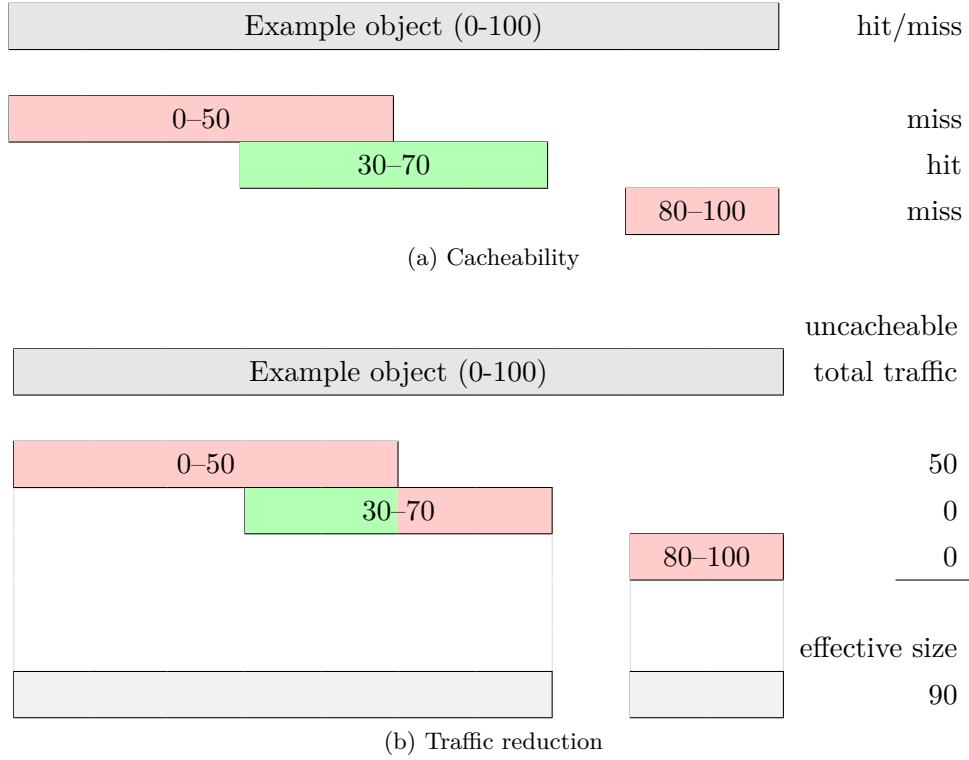 Example object (0-100) hit/miss
0–50 miss
30–70 hit
80–100 miss
(a) Cacheability
uncacheable
Example object (0-100) total traffic
0–50 50
30–70 0
80–100 0
effective size
90
(b) Traffic reduction